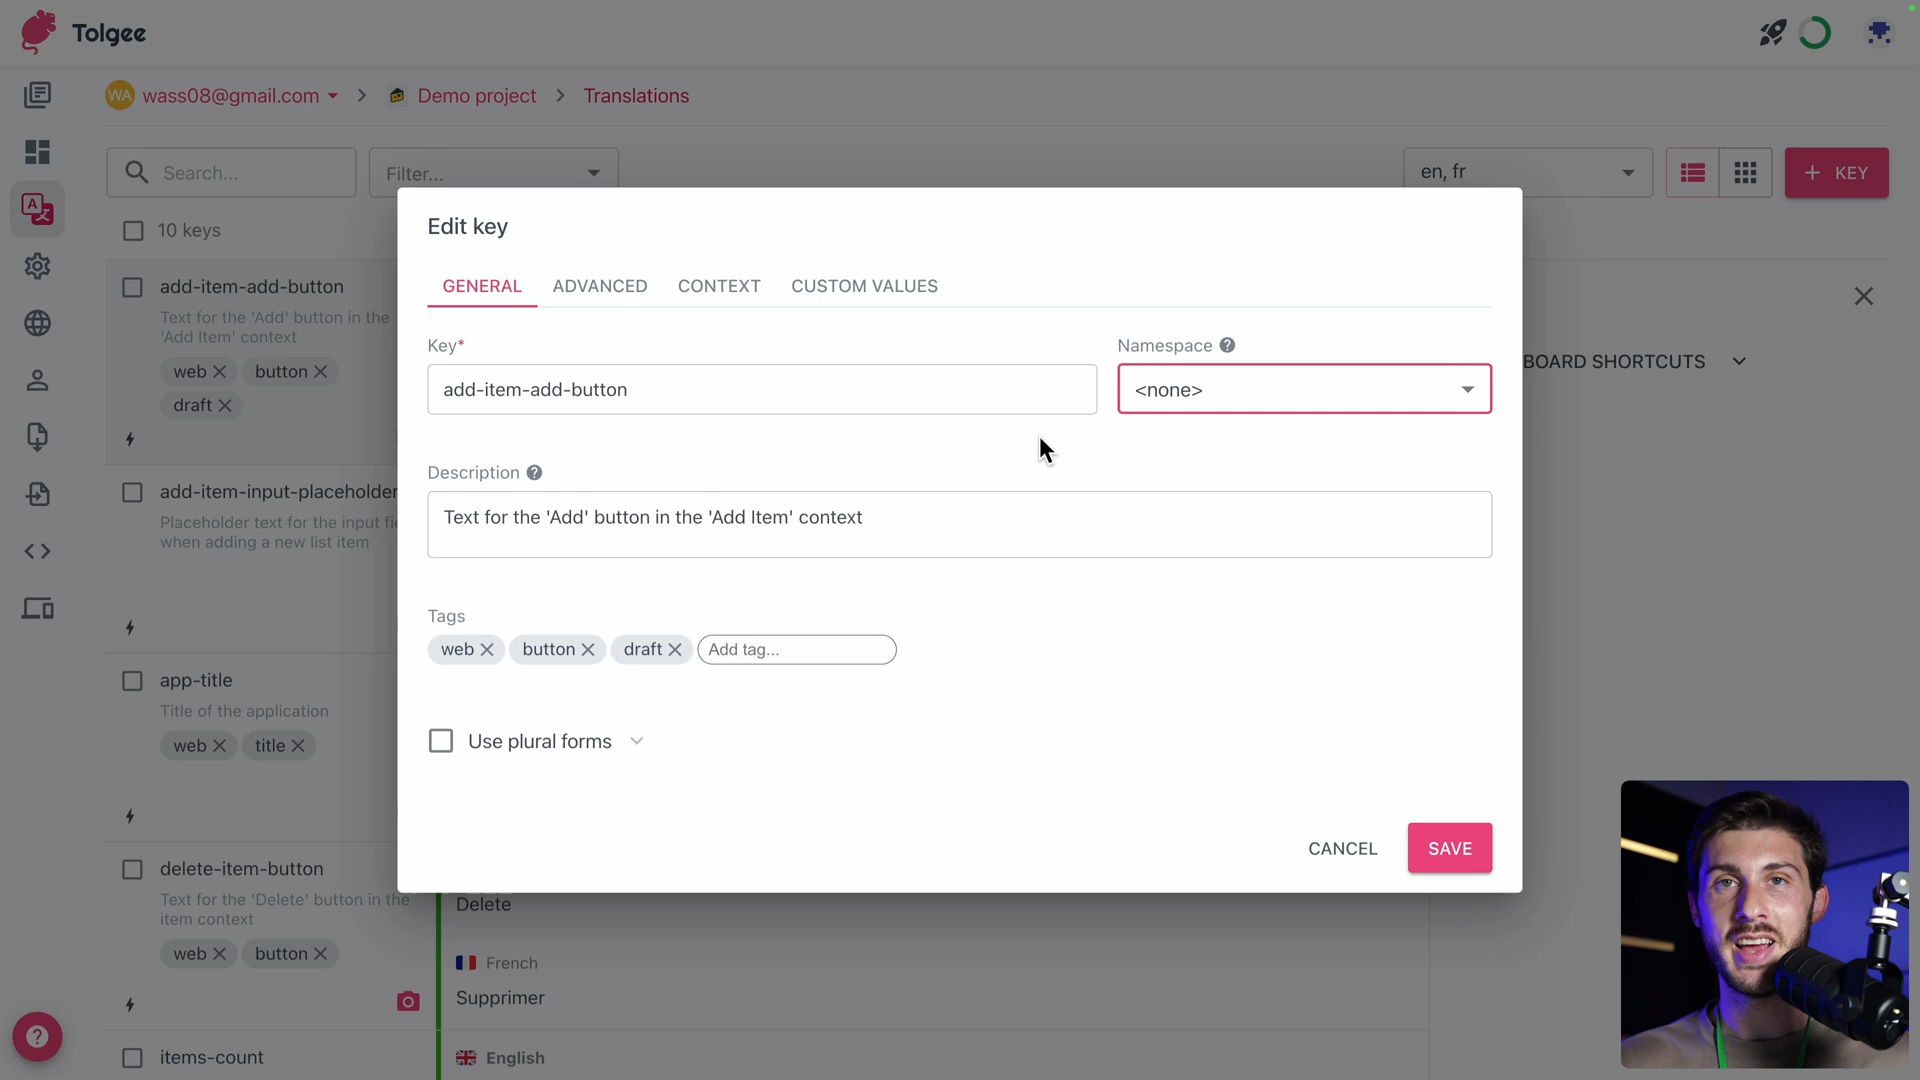 Tolgee
WA wass08@gmail.com > Demo project > Translations
Search...
Filter...
en, fr
+ KEY
10 keys
add-item-add-button
Text for the 'Add' button in the
'Add Item' context
web
button
draft
add-item-input-placeholder
Placeholder text for the input fi
when adding a new list item
app-title
Title of the application
web
title
delete-item-button
Text for the 'Delete' button in the
item context
web
button
items-count
Edit key
GENERAL
ADVANCED
CONTEXT
CUSTOM VALUES
Key*
Namespace ?
add-item-add-button
<none>
Description ?
Text for the 'Add' button in the 'Add Item' context
Tags
web
button
draft
Add tag...
Use plural forms
CANCEL
SAVE
BOARD SHORTCUTS
Delete
French
Supprimer
English
?